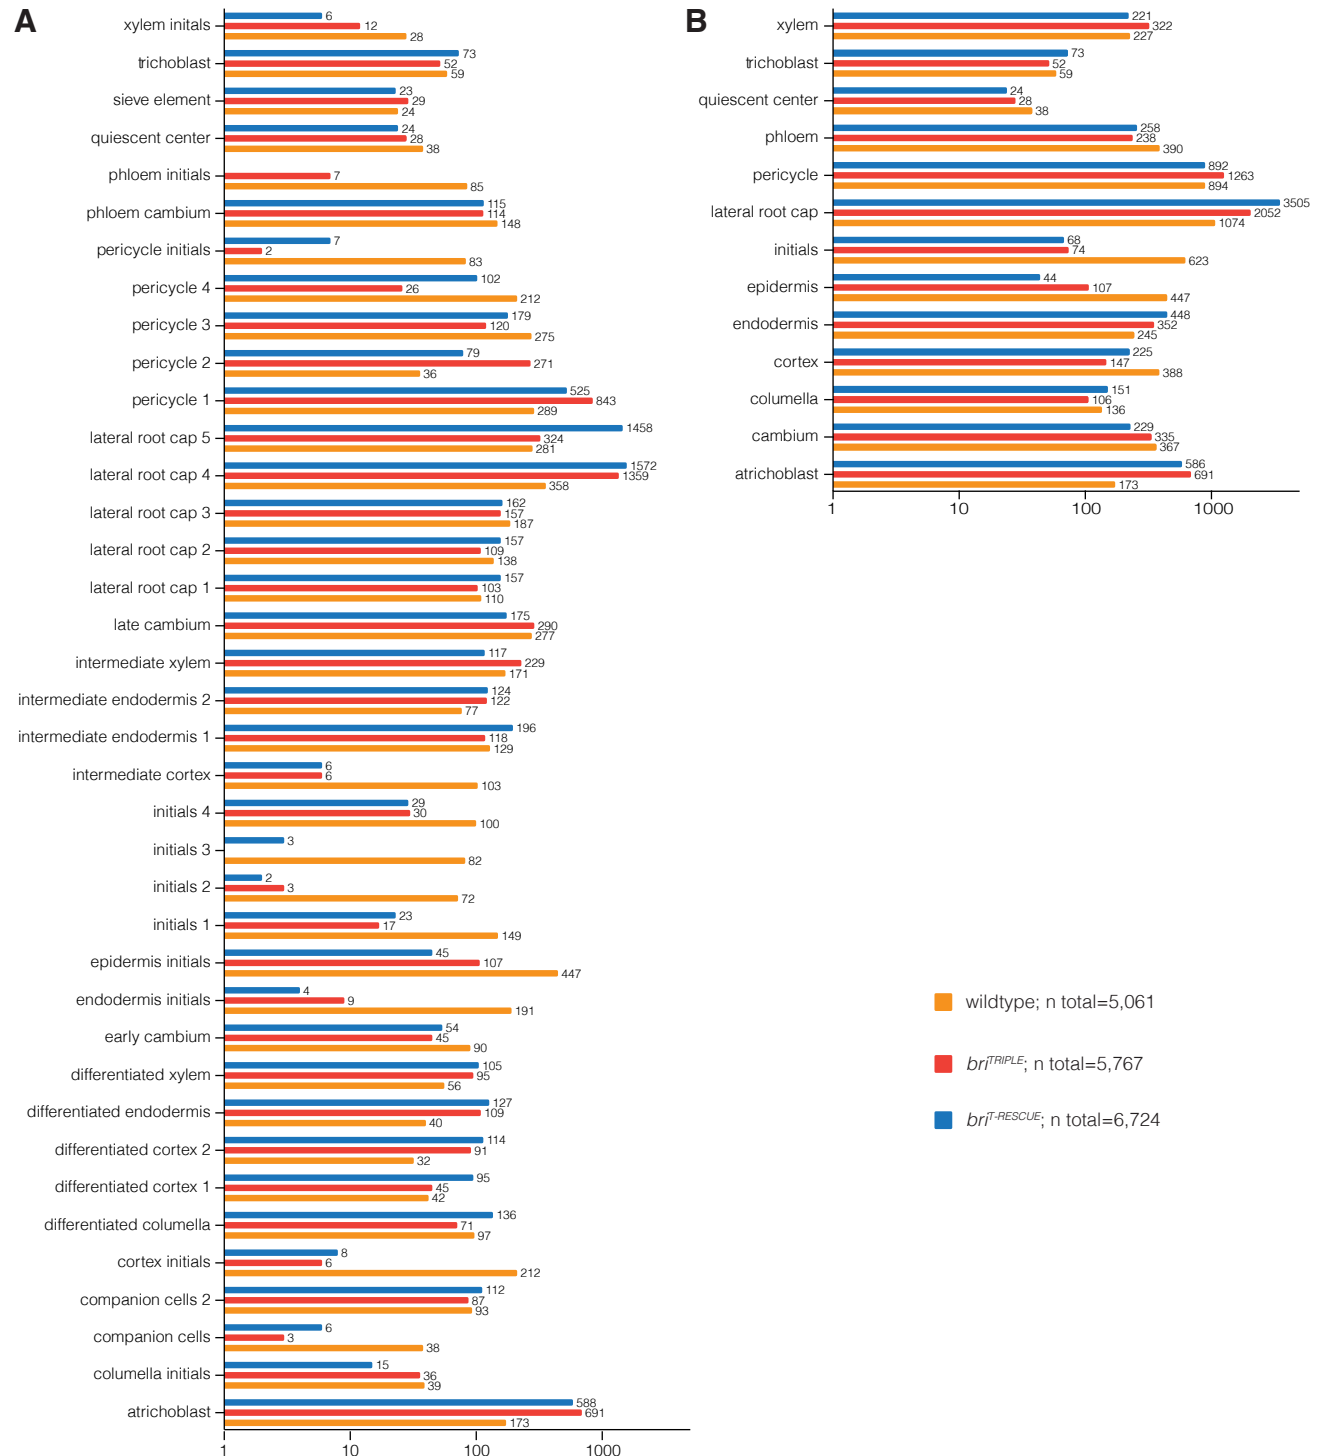 A
xylem initals 6 12 28
trichoblast 73 52 59
sieve element 23 29 24
quiescent center 24 28 38
phloem initials 7 85
phloem cambium 115 114 148
pericycle initials 7 2 83
pericycle 4 102 26 212
pericycle 3 179 120 275
pericycle 2 79 271 36
pericycle 1 525 843 289
lateral root cap 5 1458 324 281
lateral root cap 4 1572 1359 358
lateral root cap 3 162 157 187
lateral root cap 2 157 109 138
lateral root cap 1 157 103 110
late cambium 175 290 277
intermediate xylem 117 229 171
intermediate endodermis 2 124 122 77
intermediate endodermis 1 196 118 129
intermediate cortex 6 6 103
initials 4 29 30 100
initials 3 3 82
initials 2 2 3 72
initials 1 23 17 149
epidermis initials 45 107 447
endodermis initials 4 9 191
early cambium 54 45 90
differentiated xylem 105 95 56
differentiated endodermis 127 109 40
differentiated cortex 2 114 91 32
differentiated cortex 1 95 45 42
differentiated columella 136 71 97
cortex initials 8 6 212
companion cells 2 112 87 93
companion cells 6 3 38
columella initials 15 36 39
atrichoblast 588 691 173
1 10 100 1000
B
xylem 221 322 227
trichoblast 73 52 59
quiescent center 24 28 38
phloem 258 238 390
pericycle 892 1263 894
lateral root cap 3505 2052 1074
initials 68 74 623
epidermis 44 107 447
endodermis 448 352 245
cortex 225 147 388
columella 151 106 136
cambium 229 335 367
atrichoblast 586 691 173
1 10 100 1000
wildtype; n total=5,061
briTRIPLE; n total=5,767
briT-RESCUE; n total=6,724